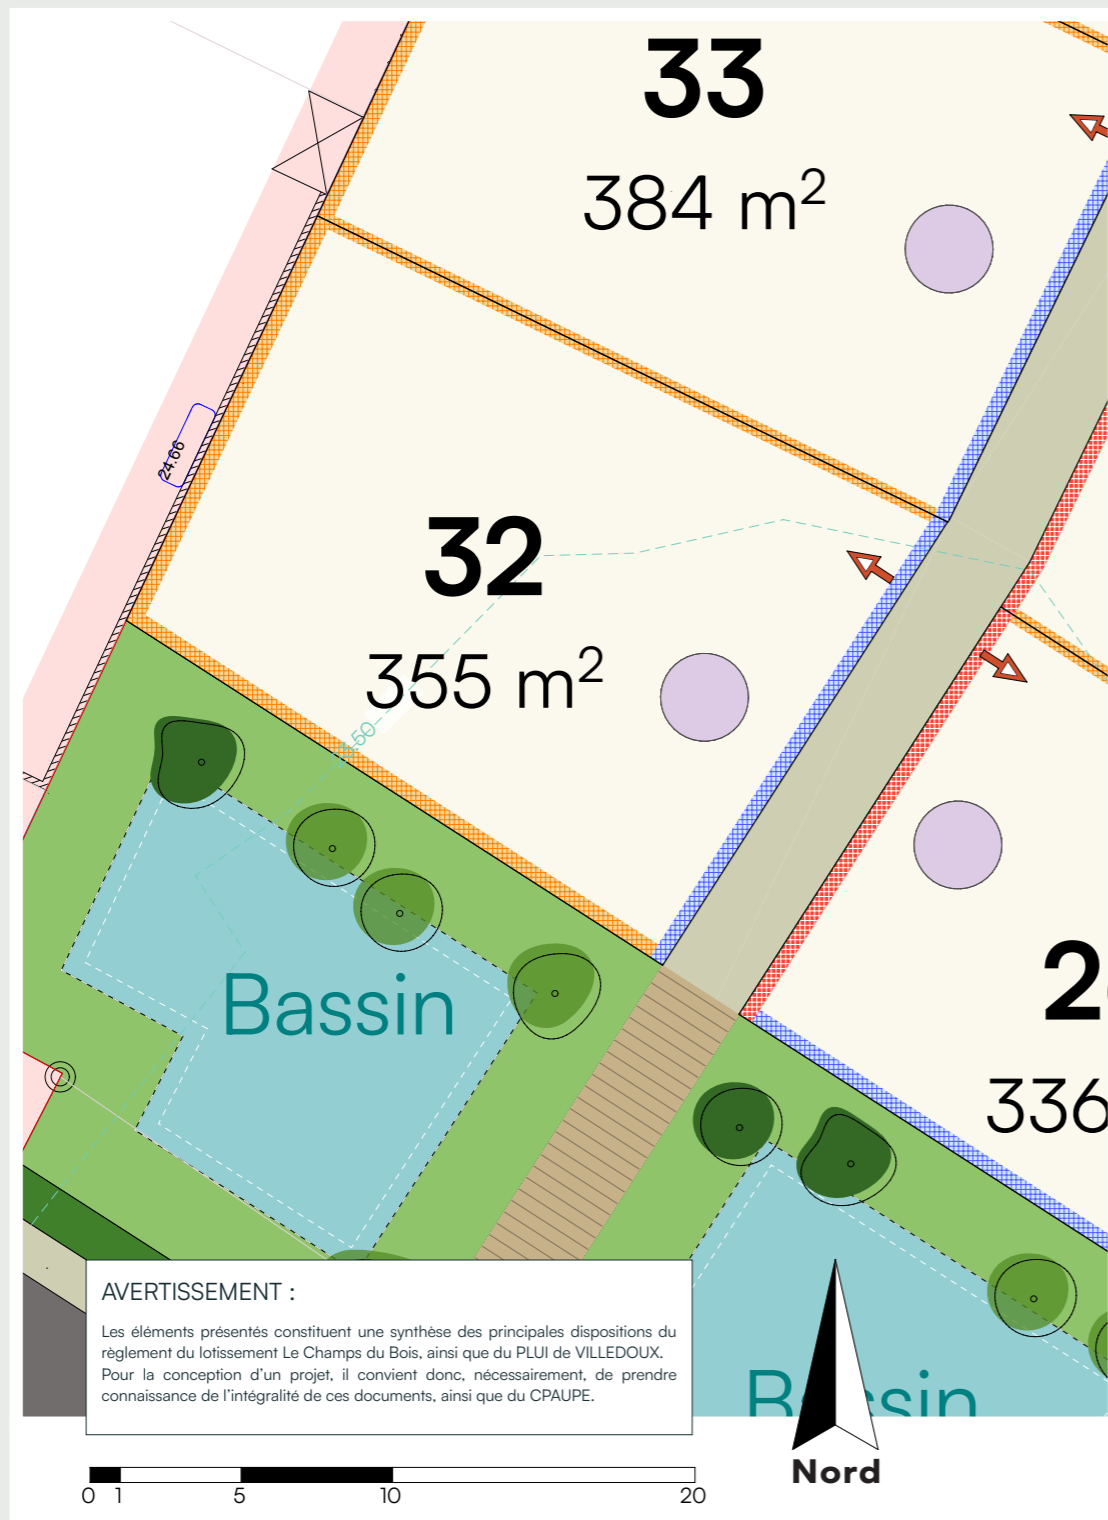 33
384 m²
24.66
32
355 m²
Bassin
336
AVERTISSEMENT :
Les éléments présentés constituent une synthèse des principales dispositions du
règlement du lotissement Le Champs du Bois, ainsi que du PLUI de VILLEDOUX.
Pour la conception d'un projet, il convient donc, nécessairement, de prendre
connaissance de l'intégralité de ces documents, ainsi que du CPAUPE.
Nord
0 1 5 10 20